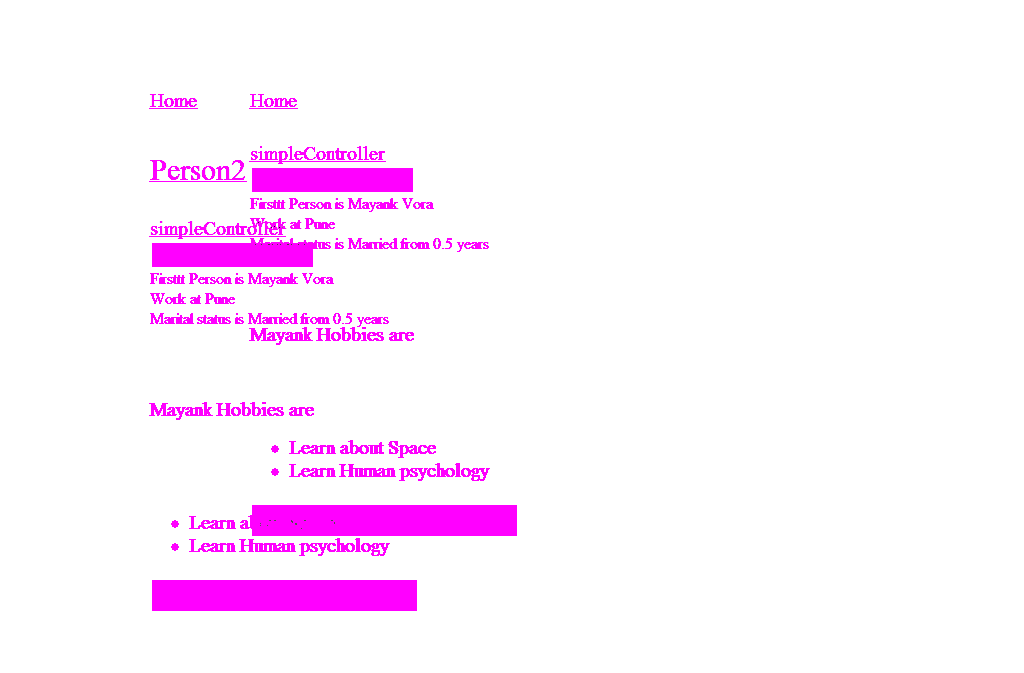 Home
Home
simpleController
Person2
Firsttt Person is Mayank Vora
Work at Pune
simpleController
Marital status is Married from 0.5 years
Firsttt Person is Mayank Vora
Work at Pune
Marital status is Married from 0.5 years
Mayank Hobbies are
Mayank Hobbies are
Learn about Space
Learn Human psychology
Learn
Learn Human psychology